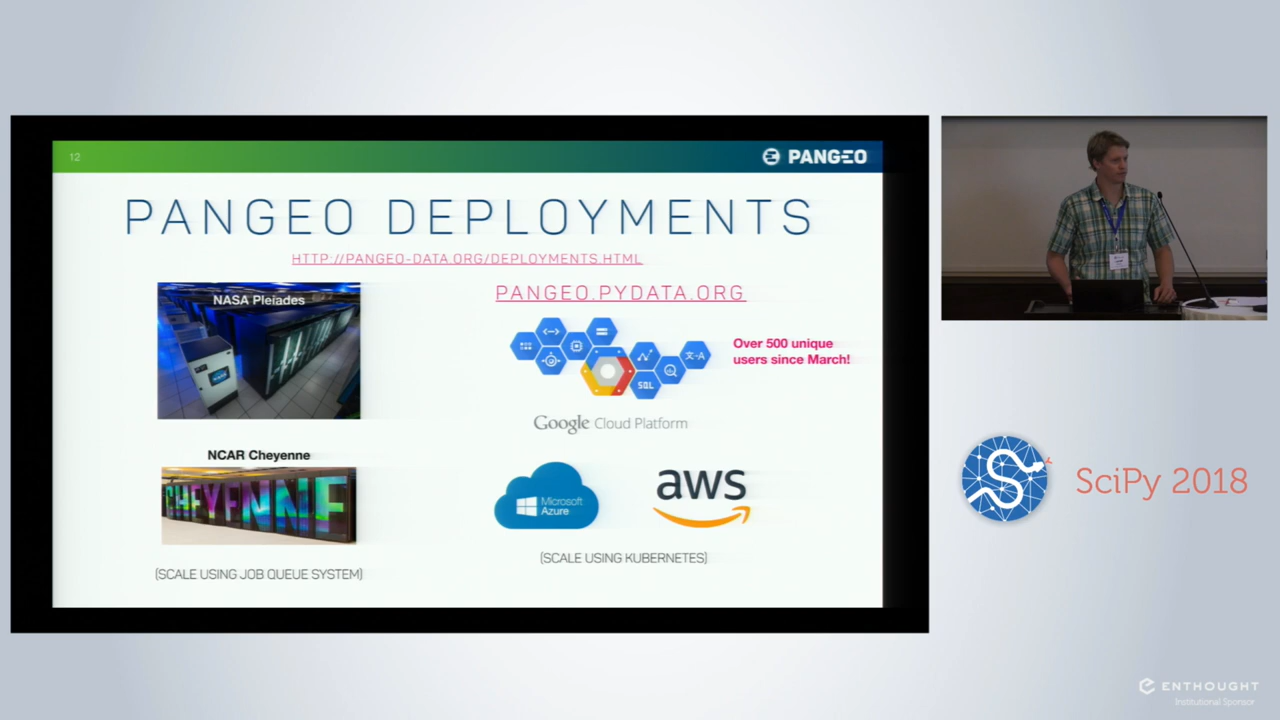 12
PANGEO
PANGEO DEPLOYMENTS
HTTP://PANGEO-DATA.ORG/DEPLOYMENTS.HTML
NASA Pleiades
NCAR Cheyenne
CHEYENNE
(SCALE USING JOB QUEUE SYSTEM)
PANGEO.PYDATA.ORG
Over 500 unique
users since March!
SQL
文 A
Google Cloud Platform
Microsoft
Azure
aws
(SCALE USING KUBERNETES)
SciPy 2018
ENTHOUGHT
Institutional Sponsor